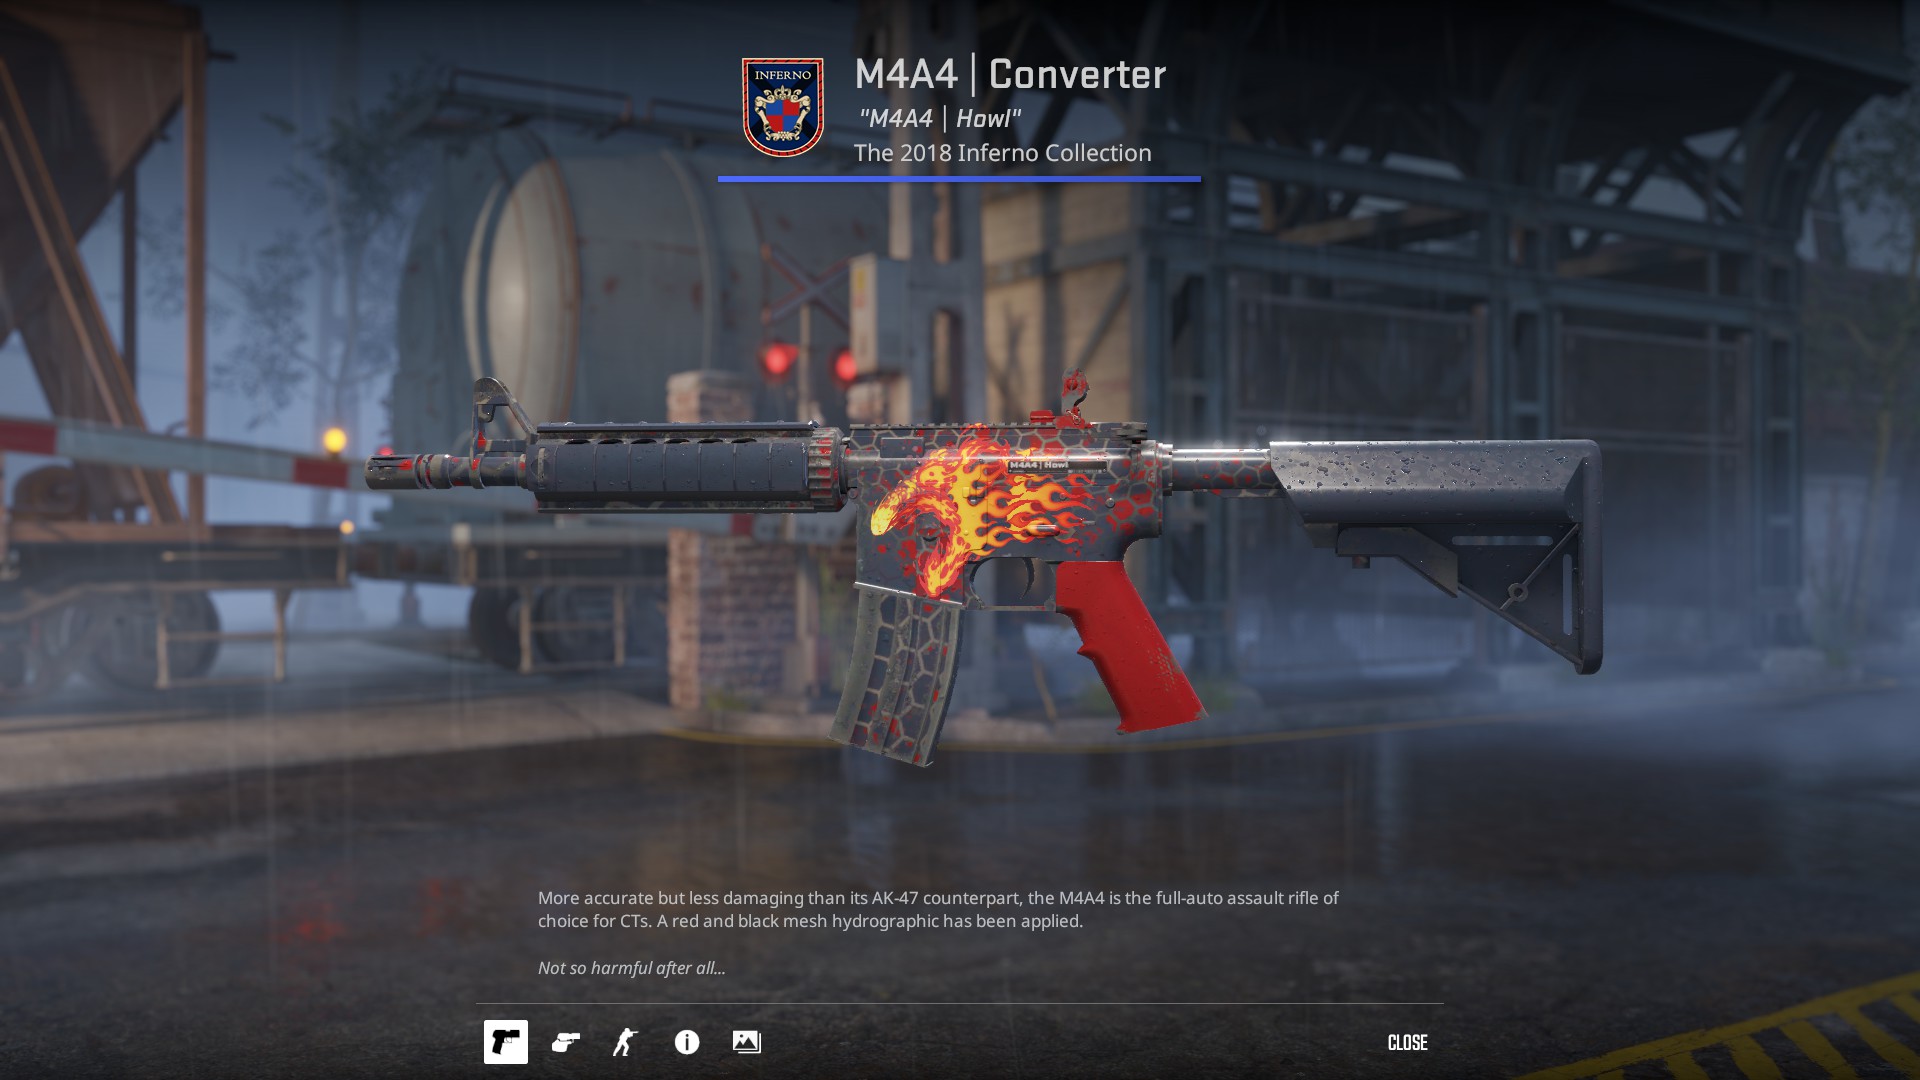 INFERNO
M4A4 | Converter
"M4A4 | Howl"
The 2018 Inferno Collection
M4A4 | Howl
More accurate but less damaging than its AK-47 counterpart, the M4A4 is the full-auto assault rifle of
choice for CTs. A red and black mesh hydrographic has been applied.
Not so harmful after all...
CLOSE